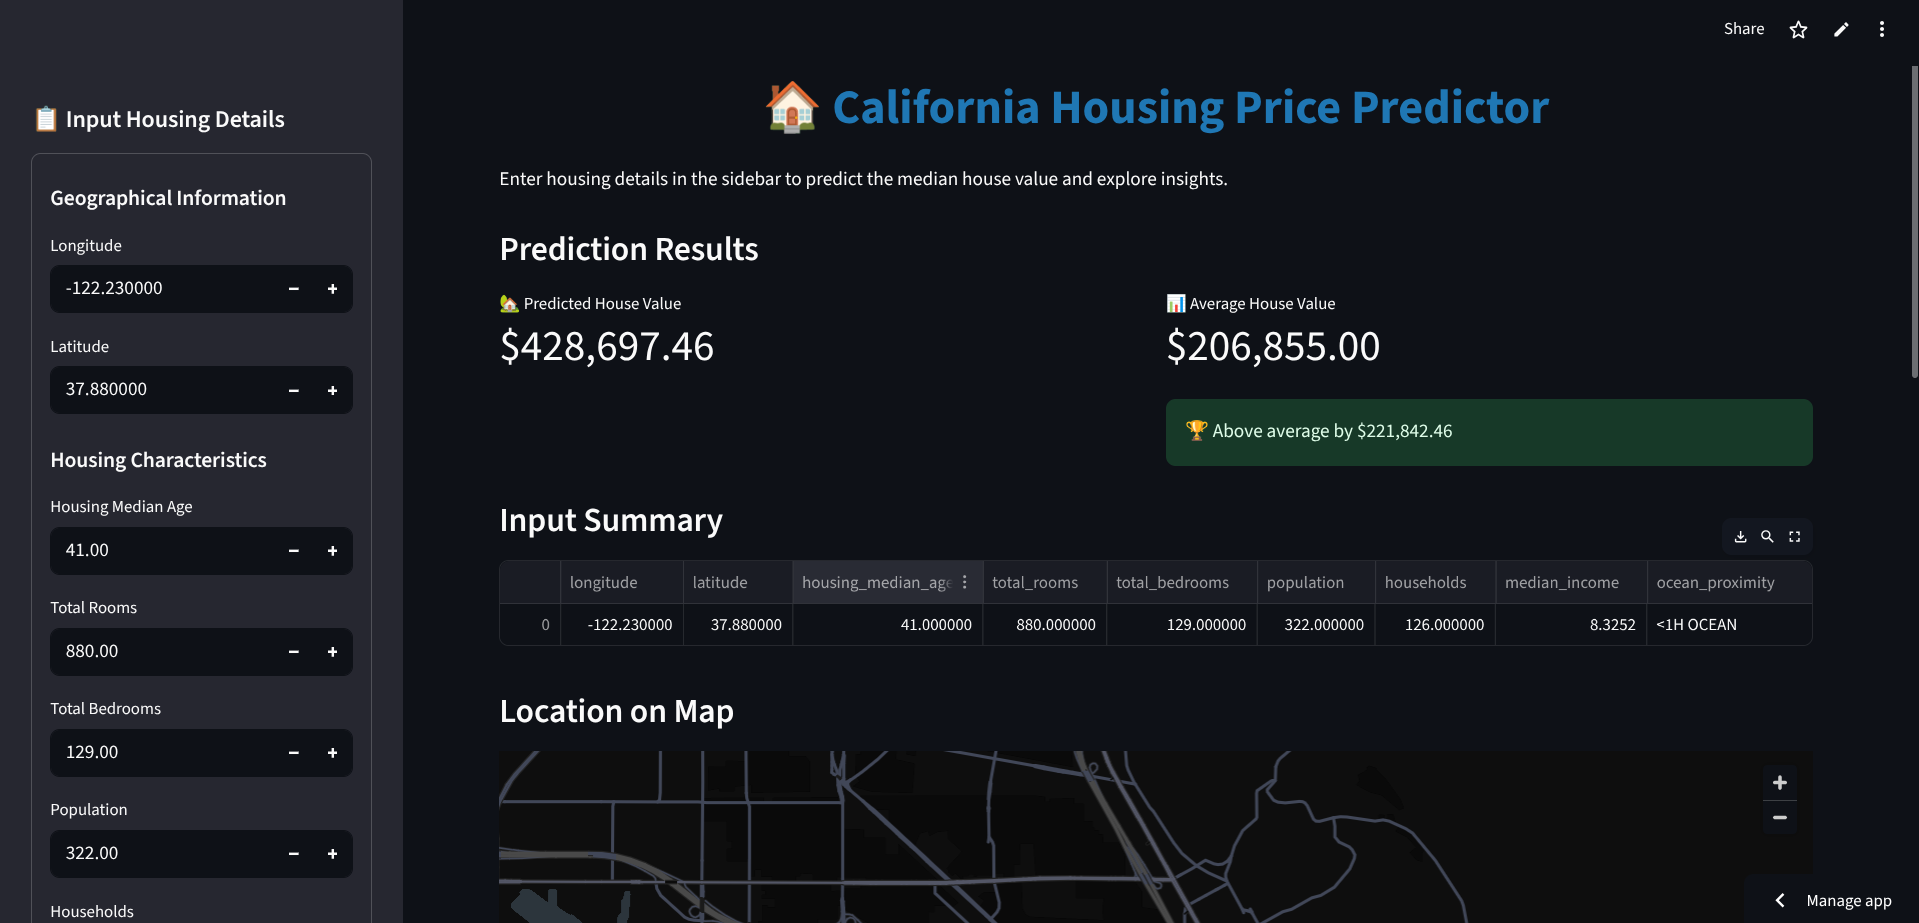 Share
📋 Input Housing Details
Geographical Information
Longitude
-122.230000
Latitude
37.880000
Housing Characteristics
Housing Median Age
41.00
Total Rooms
880.00
Total Bedrooms
129.00
Population
322.00
Households
🏠 California Housing Price Predictor
Enter housing details in the sidebar to predict the median house value and explore insights.
Prediction Results
🏡 Predicted House Value
$428,697.46
📊 Average House Value
$206,855.00
🏆 Above average by $221,842.46
Input Summary
longitude latitude housing_median_age total_rooms total_bedrooms population households median_income ocean_proximity
0 -122.230000 37.880000 41.000000 880.000000 129.000000 322.000000 126.000000 8.3252 <1H OCEAN
Location on Map
Manage app